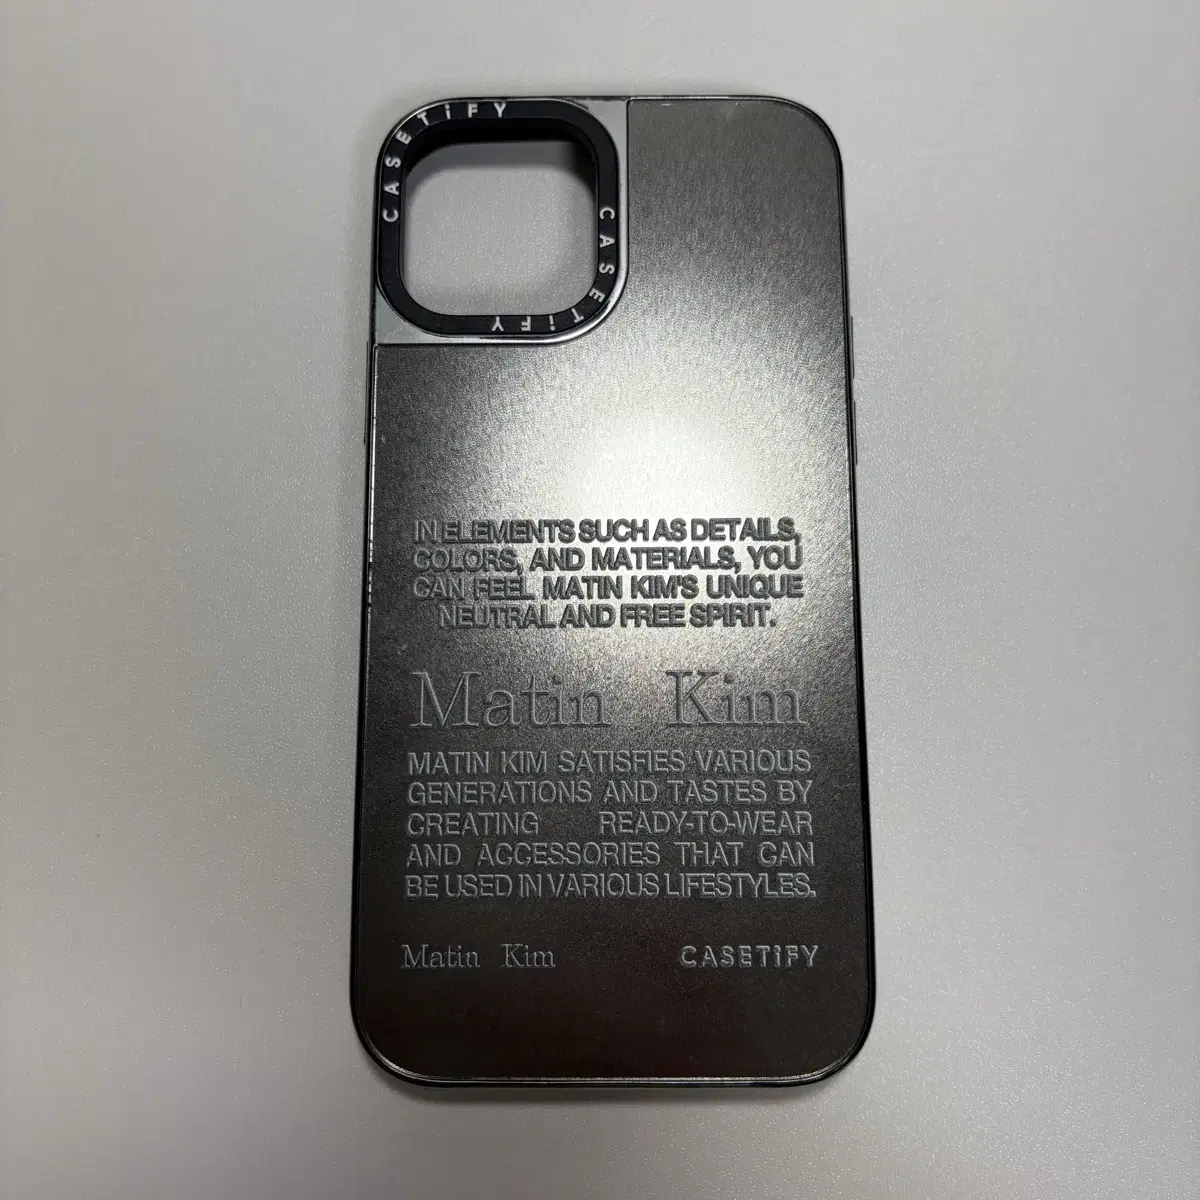 CASETiFY
CASETiFY
IN ELEMENTS SUCH AS DETAILS,
COLORS, AND MATERIALS, YOU
CAN FEEL MATIN KIM'S UNIQUE
NEUTRAL AND FREE SPIRIT.
Matin Kim
MATIN KIM SATISFIES VARIOUS
GENERATIONS AND TASTES BY
CREATING READY-TO-WEAR
AND ACCESSORIES THAT CAN
BE USED IN VARIOUS LIFESTYLES.
Matin Kim CASETiFY